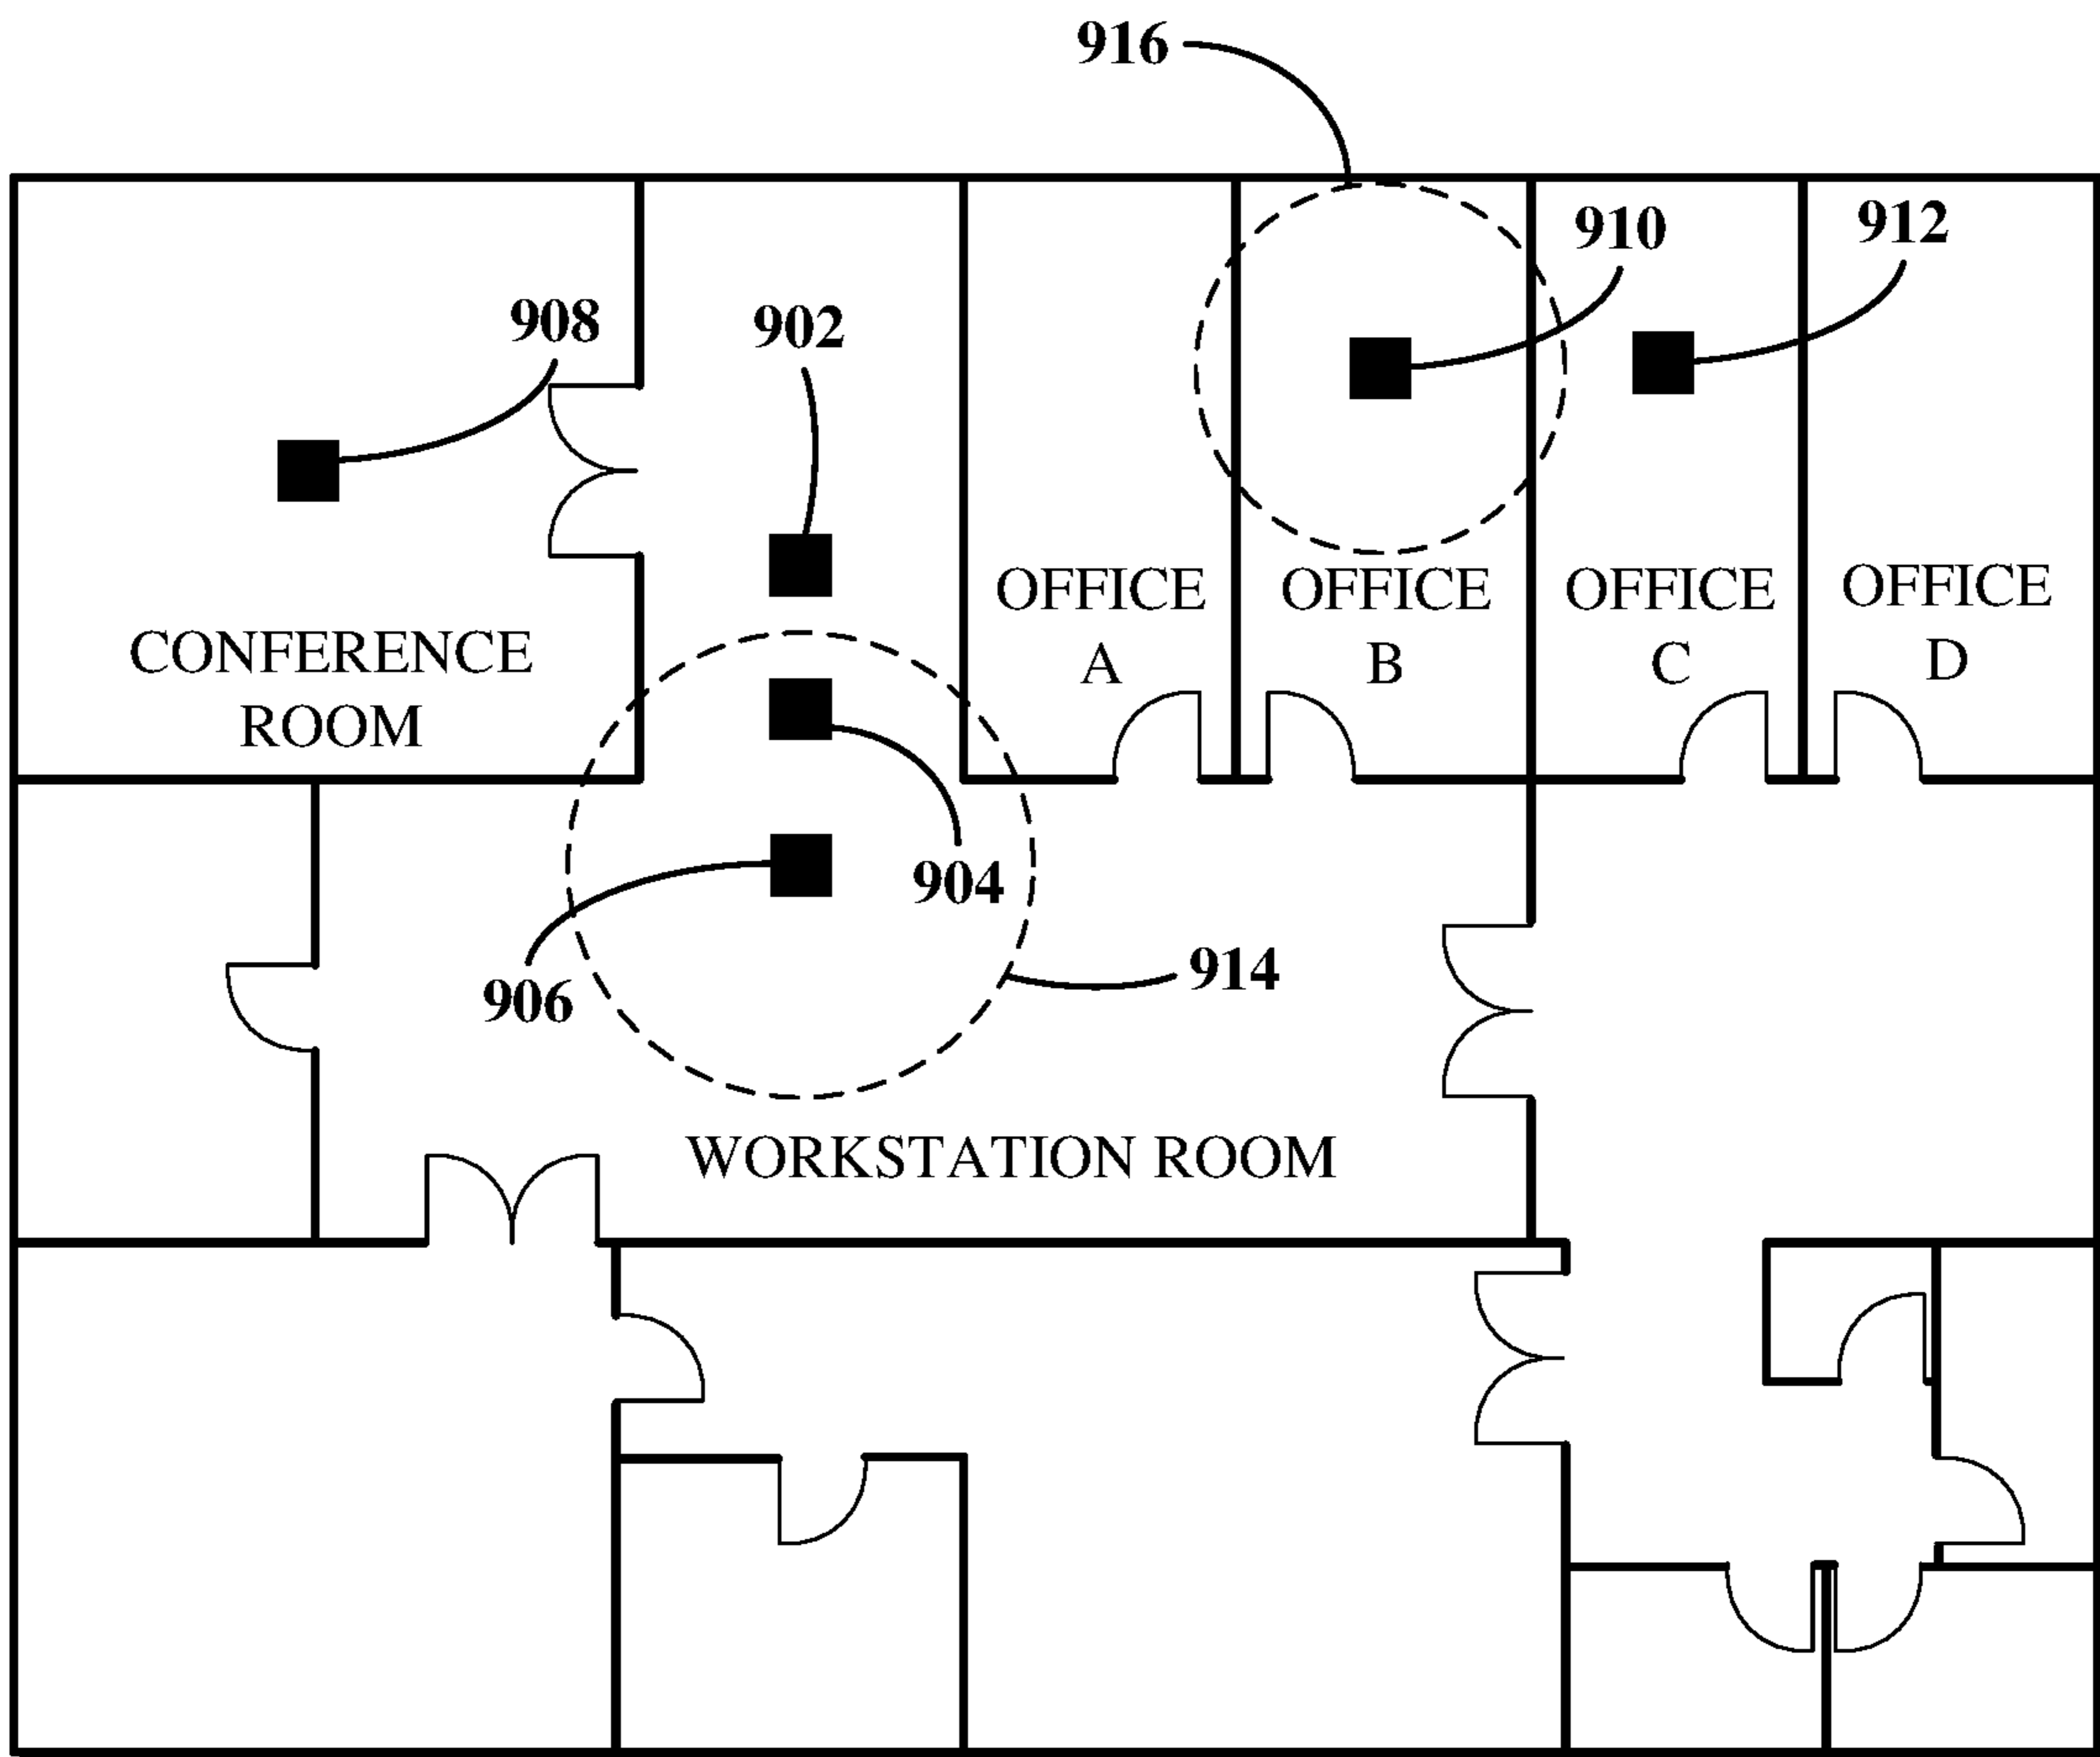 916
910
912
908
902
OFFICE A
OFFICE B
OFFICE C
OFFICE D
CONFERENCE
ROOM
904
906
914
WORKSTATION ROOM